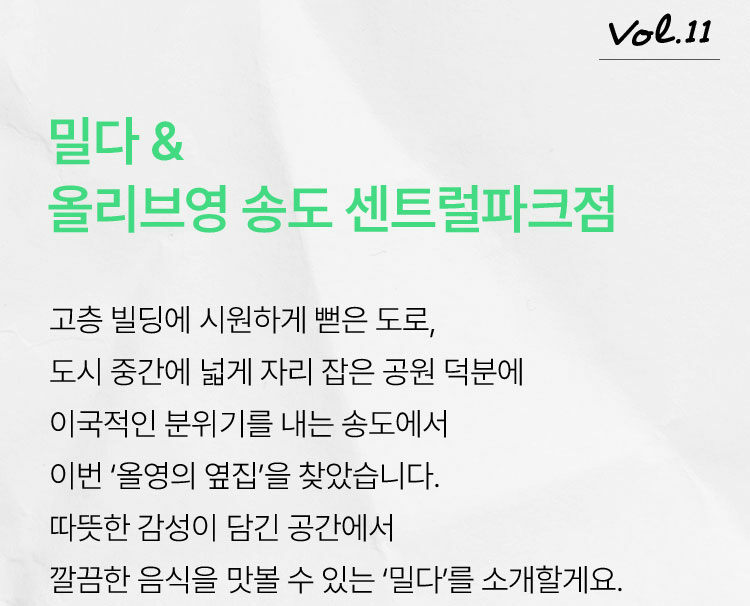 Vol.11
밀다 &
올리브영 송도 센트럴파크점
고층 빌딩에 시원하게 뻗은 도로,
도시 중간에 넓게 자리 잡은 공원 덕분에
이국적인 분위기를 내는 송도에서
이번 ‘올영의 옆집’을 찾았습니다.
따뜻한 감성이 담긴 공간에서
깔끔한 음식을 맛볼 수 있는 ‘밀다’를 소개할게요.